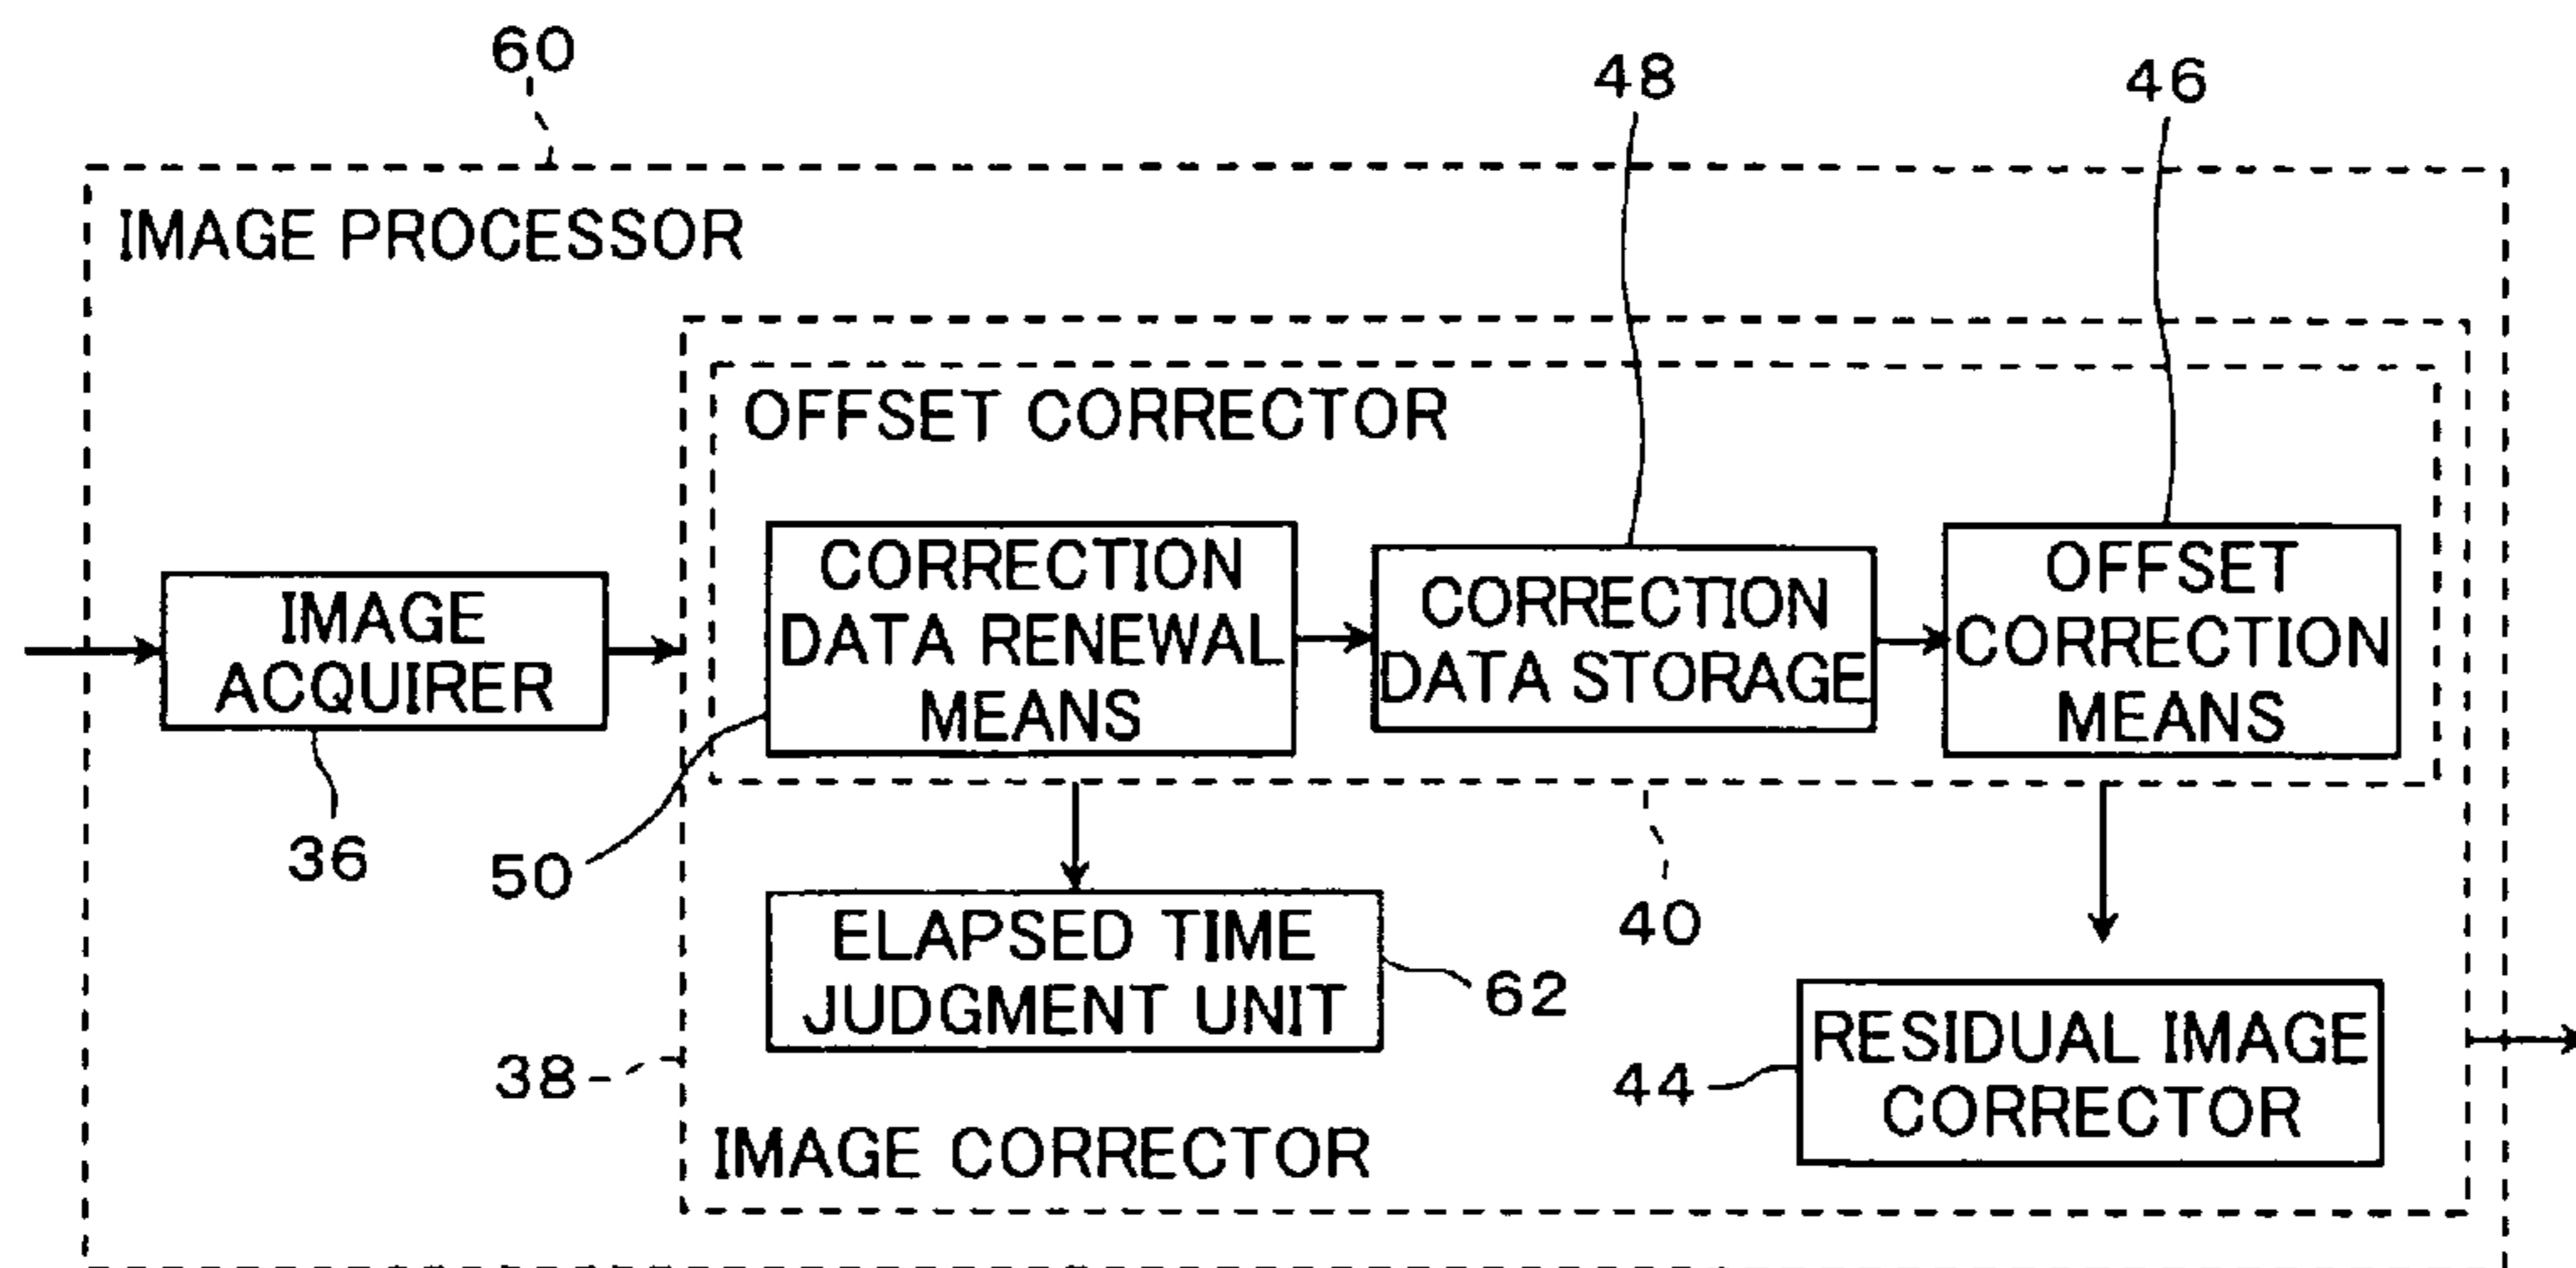 60
48
46
IMAGE PROCESSOR
OFFSET CORRECTOR
IMAGE
ACQUIRER
CORRECTION
DATA RENEWAL
MEANS
CORRECTION
DATA STORAGE
OFFSET
CORRECTION
MEANS
36
50
40
ELAPSED TIME
JUDGMENT UNIT
62
38
44
RESIDUAL IMAGE
CORRECTOR
IMAGE CORRECTOR